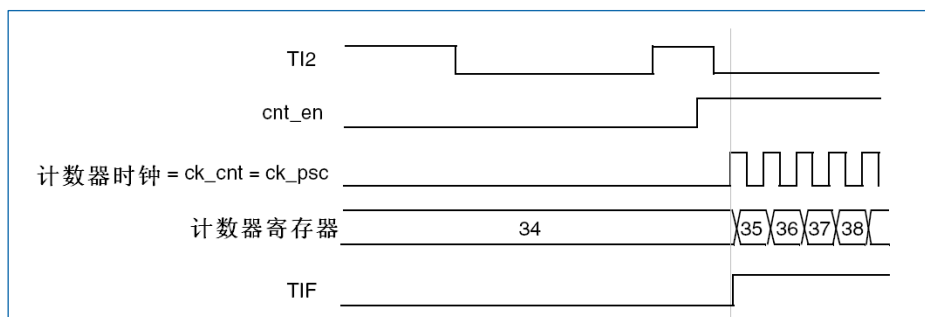 TI2
cnt_en
计数器时钟 = ck_cnt = ck_psc
计数器寄存器 34 35 36 37 38
TIF